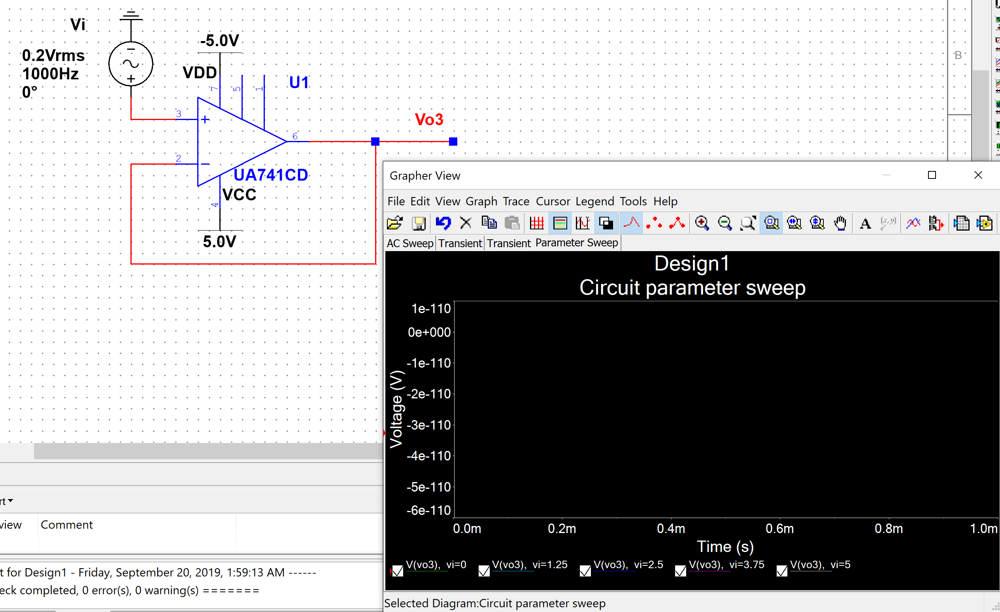 Vi
0.2Vrms
1000Hz
0°
-5.0V
VDD
7
5
1
U1
3
+
2
6
Vo3
UA741CD
VCC
4
5.0V
B
Grapher View
File Edit View Graph Trace Cursor Legend Tools Help
AC Sweep Transient Transient Parameter Sweep
Design1
Circuit parameter sweep
Voltage (V)
1e-110
0e+000
-1e-110
-2e-110
-3e-110
-4e-110
-5e-110
-6e-110
0.0m 0.2m 0.4m 0.6m 0.8m 1.0m
Time (s)
V(vo3), vi=0 V(vo3), vi=1.25 V(vo3), vi=2.5 V(vo3), vi=3.75 V(vo3), vi=5
Selected Diagram:Circuit parameter sweep
rt
view Comment
t for Design1 - Friday, September 20, 2019, 1:59:13 AM ------
eck completed, 0 error(s), 0 warning(s) =======